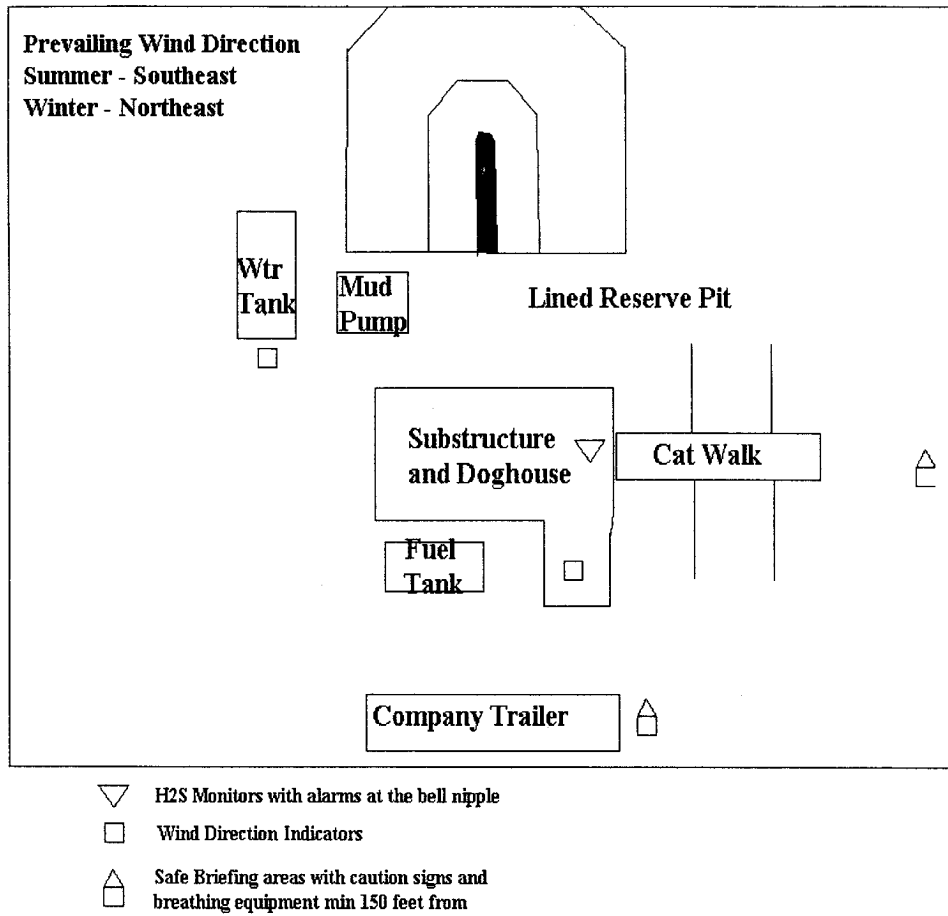 Prevailing Wind Direction
Summer - Southeast
Winter - Northeast
Wtr
Tank
Mud
Pump
Lined Reserve Pit
Substructure
and Doghouse
Cat Walk
Fuel
Tank
Company Trailer
H2S Monitors with alarms at the bell nipple
Wind Direction Indicators
Safe Briefing areas with caution signs and
breathing equipment min 150 feet from